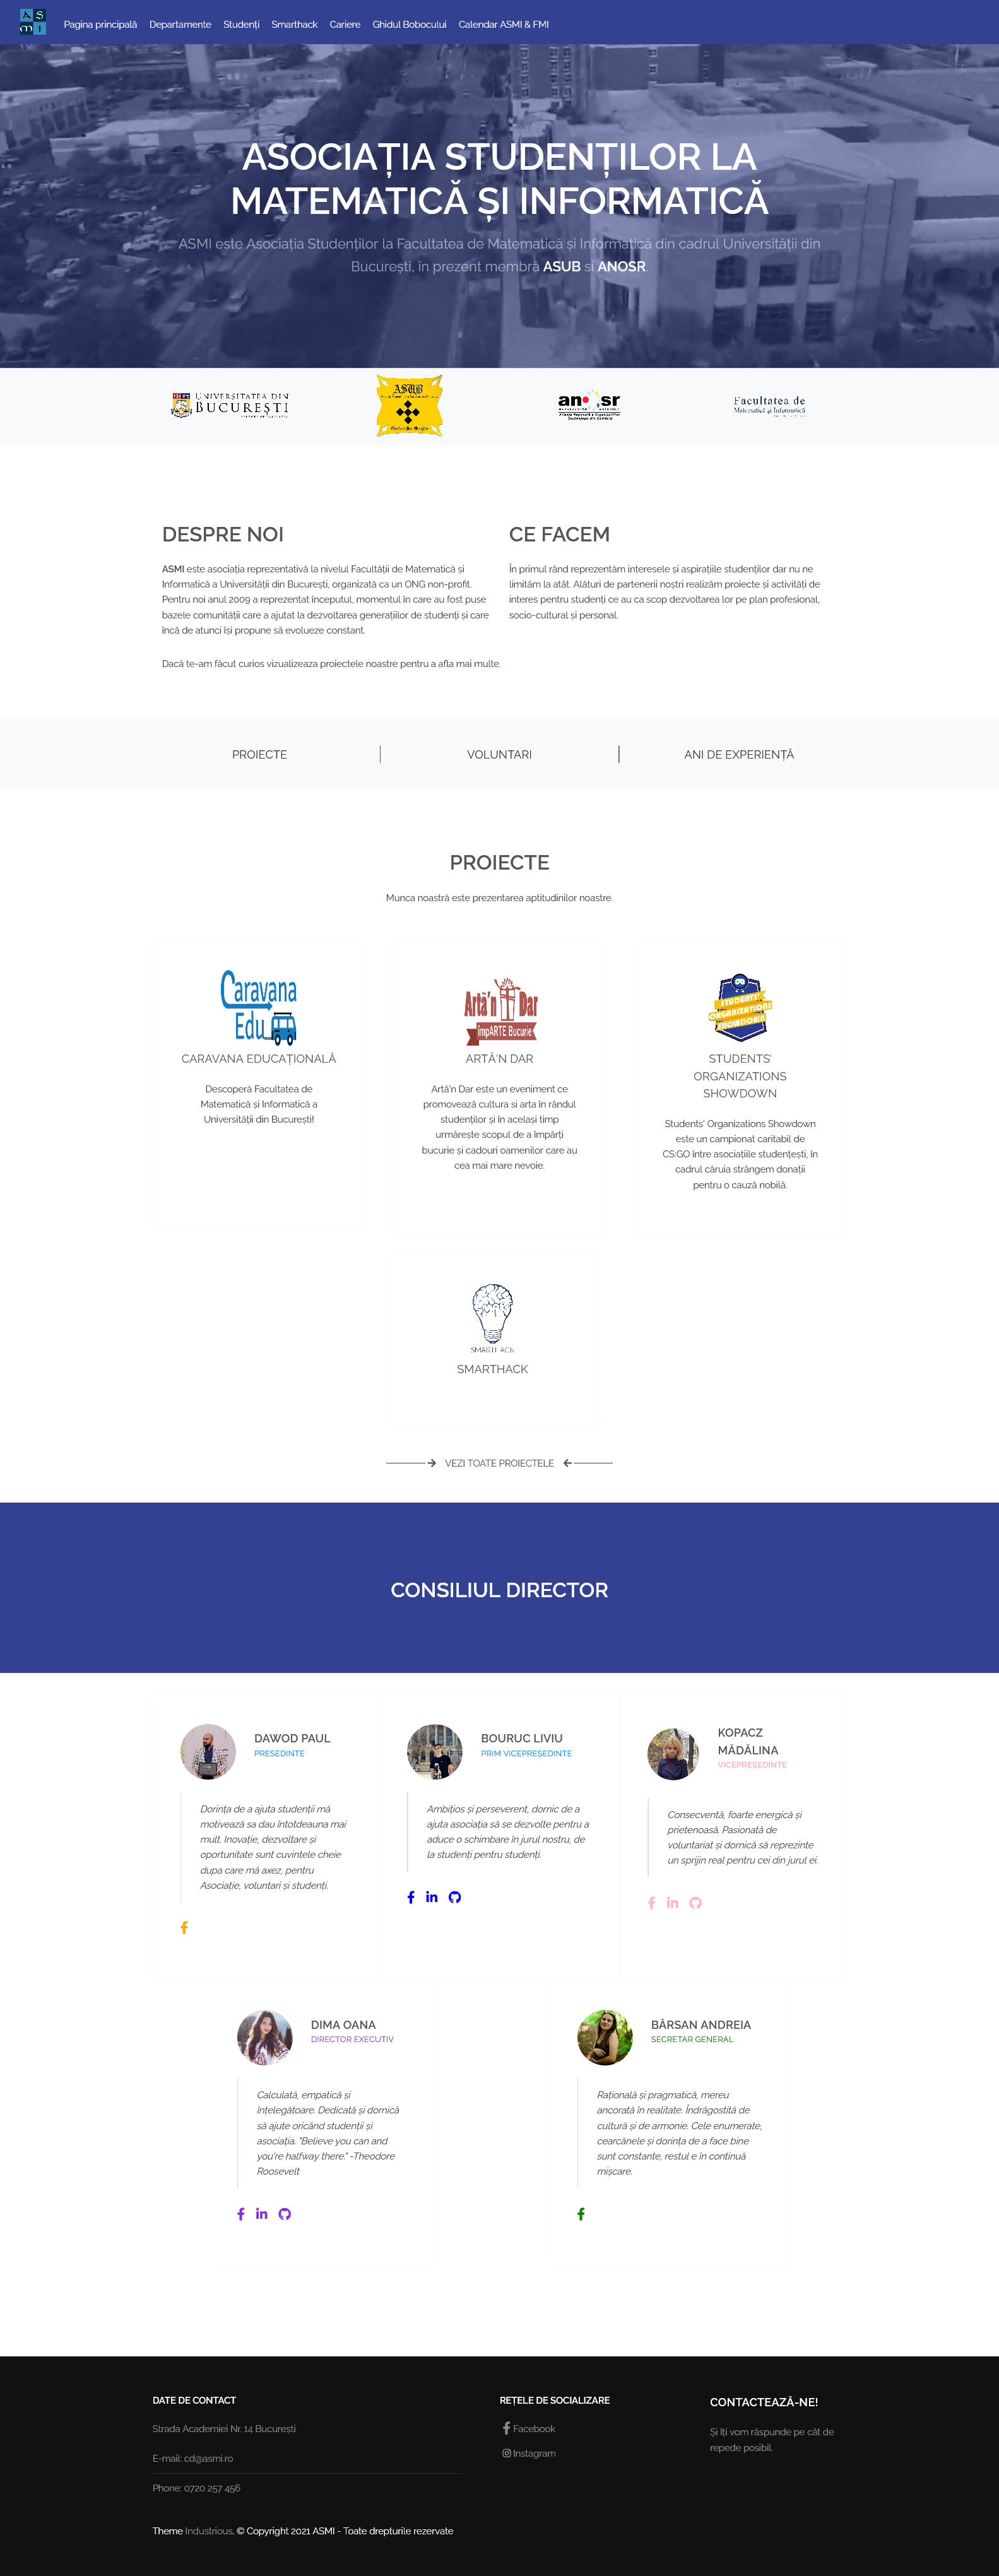 A S
M I
Pagina principală Departamente Studenți Smarthack Cariere Ghidul Bobocului Calendar ASMI & FMI
ASOCIAȚIA STUDENȚILOR LA
MATEMATICĂ ȘI INFORMATICĂ
ASMI este Asociația Studenților la Facultatea de Matematică și Informatică din cadrul Universității din
București, în prezent membră ASUB si ANOSR.
UNIVERSITATEA DIN
BUCUREȘTI
ASUB
anosr
Facultatea de
Matematică și Informatică
DESPRE NOI
ASMI este asociația reprezentativă la nivelul Facultății de Matematică și
Informatică a Universității din București, organizată ca un ONG non-profit.
Pentru noi anul 2009 a reprezentat începutul, momentul în care au fost puse
bazele comunității care a ajutat la dezvoltarea generațiilor de studenți și care
încă de atunci își propune să evolueze constant.
Dacă te-am făcut curios vizualizeaza proiectele noastre pentru a afla mai multe.
CE FACEM
În primul rând reprezentăm interesele și aspirațiile studenților dar nu ne
limităm la atât. Alături de partenerii noștri realizăm proiecte și activități de
interes pentru studenți ce au ca scop dezvoltarea lor pe plan profesional,
socio-cultural și personal.
PROIECTE
VOLUNTARI
ANI DE EXPERIENȚĂ
PROIECTE
Munca noastră este prezentarea aptitudinilor noastre.
Caravana
Edu
CARAVANA EDUCAȚIONALĂ
Descoperă Facultatea de
Matematică și Informatică a
Universității din București!
Artă'n Dar
împARTE Bucurie
ARTĂ'N DAR
Artă'n Dar este un eveniment ce
promovează cultura si arta în rândul
studenților și în același timp
urmărește scopul de a împărți
bucurie și cadouri oamenilor care au
cea mai mare nevoie.
STUDENTS'
ORGANIZATIONS
SHOWDOWN
STUDENTS'
ORGANIZATIONS
SHOWDOWN
Students' Organizations Showdown
este un campionat caritabil de
CS:GO între asociațiile studențești, în
cadrul căruia strângem donații
pentru o cauză nobilă.
SMARTHACK
SMARTHACK
VEZI TOATE PROIECTELE
CONSILIUL DIRECTOR
DAWOD PAUL
PRESEDINTE
Dorința de a ajuta studenții mă
motivează sa dau întotdeauna mai
mult. Inovație, dezvoltare și
oportunitate sunt cuvintele cheie
dupa care mă axez, pentru
Asociație, voluntari și studenți.
BOURUC LIVIU
PRIM VICEPREȘEDINTE
Ambițios și perseverent, dornic de a
ajuta asociația să se dezvolte pentru a
aduce o schimbare în jurul nostru, de
la studenți pentru studenți.
KOPACZ
MĂDĂLINA
VICEPREȘEDINTE
Consecventă, foarte energică și
prietenoasă. Pasionată de
voluntariat și dornică să reprezinte
un sprijin real pentru cei din jurul ei.
DIMA OANA
DIRECTOR EXECUTIV
Calculată, empatică și
înțelegătoare. Dedicată și dornică
să ajute oricând studenții și
asociația. "Believe you can and
you're halfway there." -Theodore
Roosevelt
BÂRSAN ANDREIA
SECRETAR GENERAL
Rațională și pragmatică, mereu
ancorată în realitate. Îndrăgostită de
cultură și de armonie. Cele enumerate,
cearcănele și dorința de a face bine
sunt constante, restul e în continuă
mișcare.
DATE DE CONTACT
Strada Academiei Nr. 14 București
E-mail: cd@asmi.ro
Phone: 0720 257 456
REȚELE DE SOCIALIZARE
Facebook
Instagram
CONTACTEAZĂ-NE!
Și îți vom răspunde pe cât de
repede posibil.
Theme Industrious. © Copyright 2021 ASMI - Toate drepturile rezervate